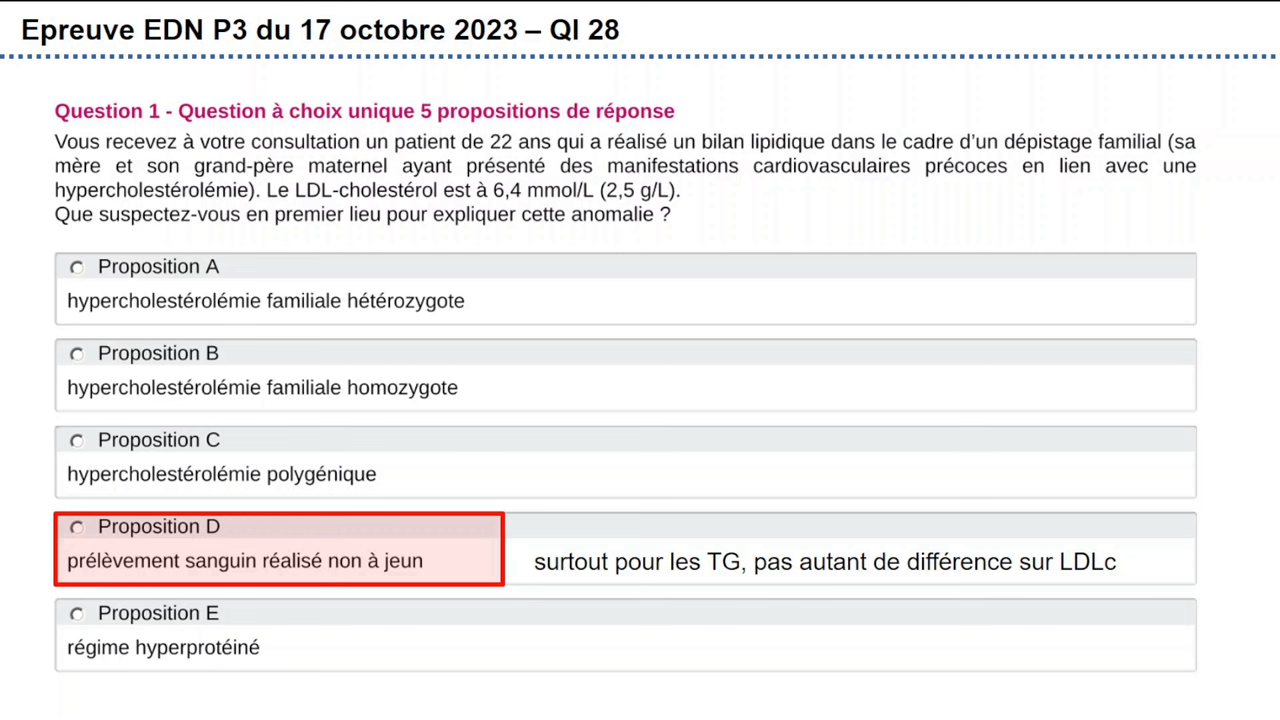 Epreuve EDN P3 du 17 octobre 2023 – QI 28
Question 1 - Question à choix unique 5 propositions de réponse
Vous recevez à votre consultation un patient de 22 ans qui a réalisé un bilan lipidique dans le cadre d’un dépistage familial (sa
mère et son grand-père maternel ayant présenté des manifestations cardiovasculaires précoces en lien avec une
hypercholestérolémie). Le LDL-cholestérol est à 6,4 mmol/L (2,5 g/L).
Que suspectez-vous en premier lieu pour expliquer cette anomalie ?
Proposition A
hypercholestérolémie familiale hétérozygote
Proposition B
hypercholestérolémie familiale homozygote
Proposition C
hypercholestérolémie polygénique
Proposition D
prélèvement sanguin réalisé non à jeun surtout pour les TG, pas autant de différence sur LDLc
Proposition E
régime hyperprotéiné